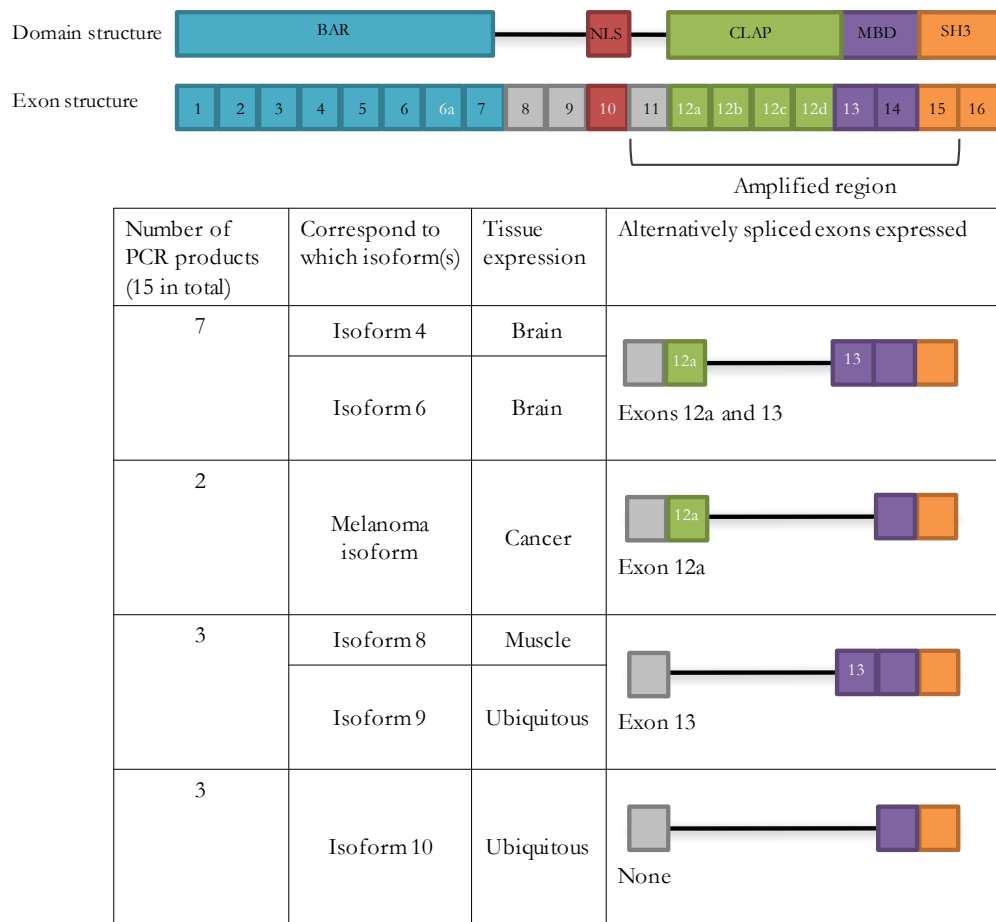 Domain structure
BAR
NLS
CLAP
MBD
SH3
Exon structure
1 2 3 4 5 6 6a 7 8 9 10 11 12a 12b 12c 12d 13 14 15 16
Amplified region
Number of
PCR products
(15 in total)
Correspond to
which isoform(s)
Tissue
expression
Alternatively spliced exons expressed
7
Isoform 4
Brain
Isoform 6
Brain
12a
13
Exons 12a and 13
2
Melanoma
isoform
Cancer
12a
Exon 12a
3
Isoform 8
Muscle
Isoform 9
Ubiquitous
13
Exon 13
3
Isoform 10
Ubiquitous
None